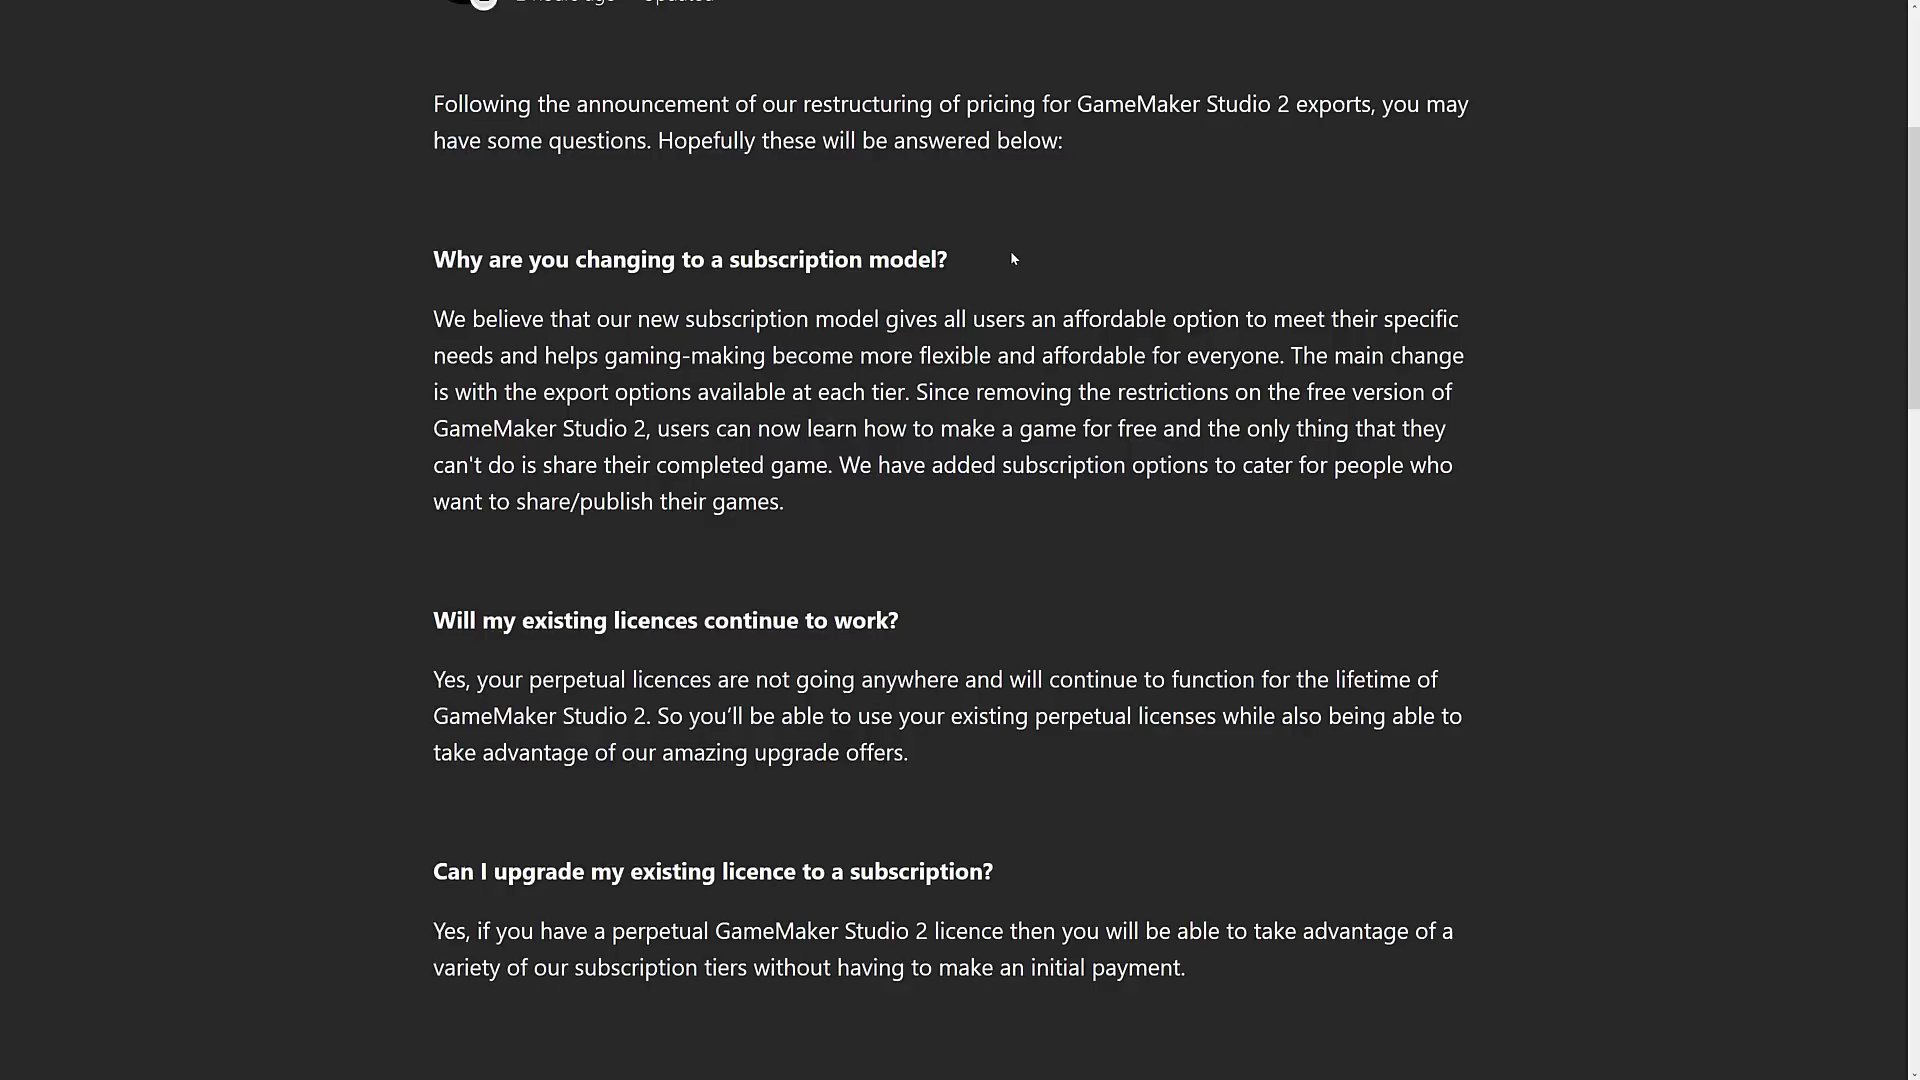 Following the announcement of our restructuring of pricing for GameMaker Studio 2 exports, you may
have some questions. Hopefully these will be answered below:
Why are you changing to a subscription model?
We believe that our new subscription model gives all users an affordable option to meet their specific
needs and helps gaming-making become more flexible and affordable for everyone. The main change
is with the export options available at each tier. Since removing the restrictions on the free version of
GameMaker Studio 2, users can now learn how to make a game for free and the only thing that they
can't do is share their completed game. We have added subscription options to cater for people who
want to share/publish their games.
Will my existing licences continue to work?
Yes, your perpetual licences are not going anywhere and will continue to function for the lifetime of
GameMaker Studio 2. So you’ll be able to use your existing perpetual licenses while also being able to
take advantage of our amazing upgrade offers.
Can I upgrade my existing licence to a subscription?
Yes, if you have a perpetual GameMaker Studio 2 licence then you will be able to take advantage of a
variety of our subscription tiers without having to make an initial payment.